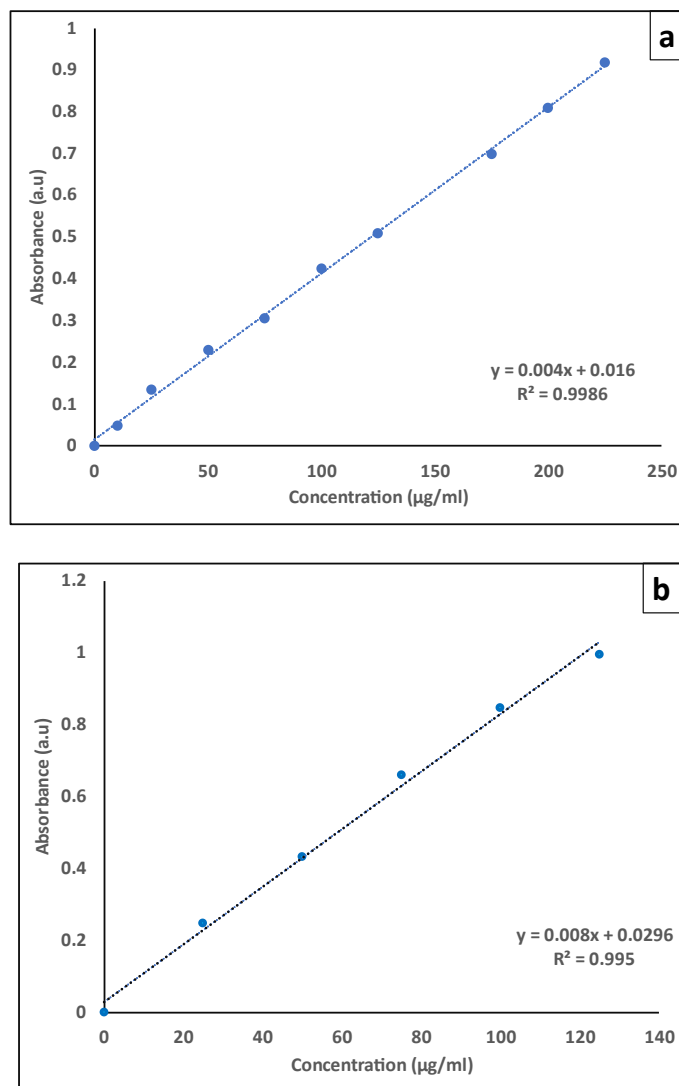 a
1
0.9
0.8
0.7
0.6
0.5
0.4
0.3
0.2
0.1
0
Absorbance (a.u)
y = 0.004x + 0.016
R² = 0.9986
0 50 100 150 200 250
Concentration (µg/ml)
b
1.2
1
0.8
0.6
0.4
0.2
0
Absorbance (a.u)
y = 0.008x + 0.0296
R² = 0.995
0 20 40 60 80 100 120 140
Concentration (µg/ml)